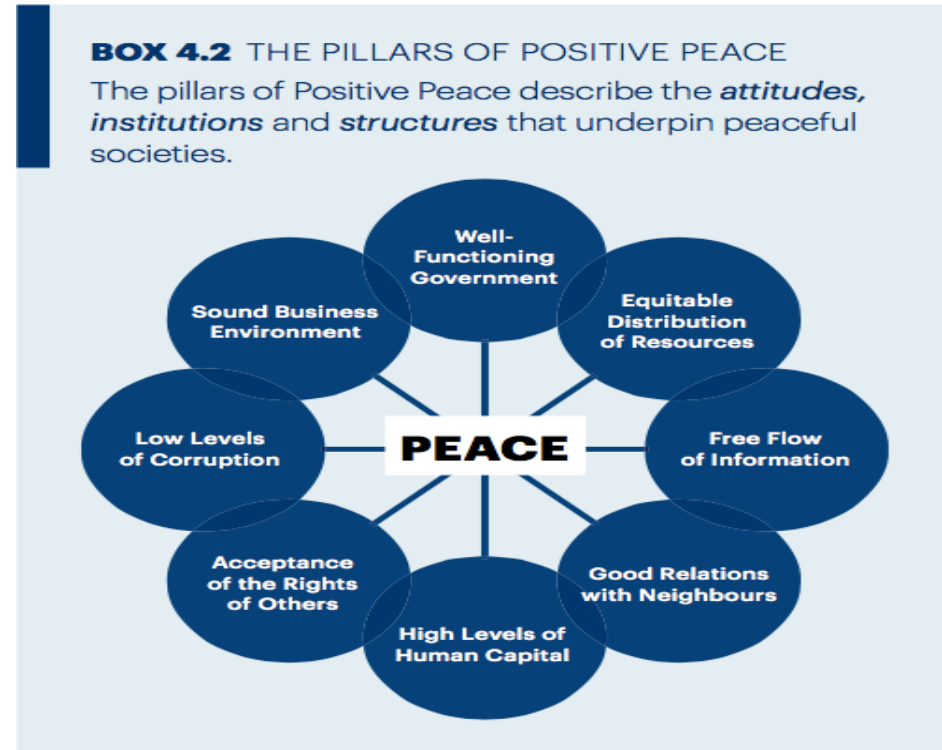 BOX 4.2 THE PILLARS OF POSITIVE PEACE
The pillars of Positive Peace describe the attitudes,
institutions and structures that underpin peaceful
societies.
Well-
Functioning
Government
Equitable
Distribution
of Resources
Free Flow
of Information
Good Relations
with Neighbours
High Levels of
Human Capital
Acceptance
of the Rights
of Others
Low Levels
of Corruption
Sound Business
Environment
PEACE